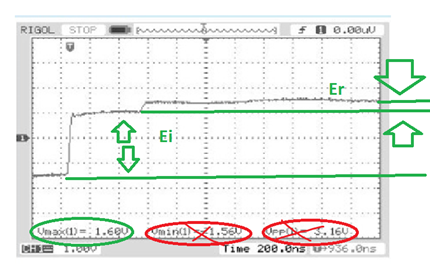 RIGOL STOP f 1 0.00uV
T
Er
Ei
1
Vmax(1)= 1.60V Vmin(1)=-1.56V Vpp(1)= 3.16V
CH1 1.00V Time 200.0ns +936.0ns